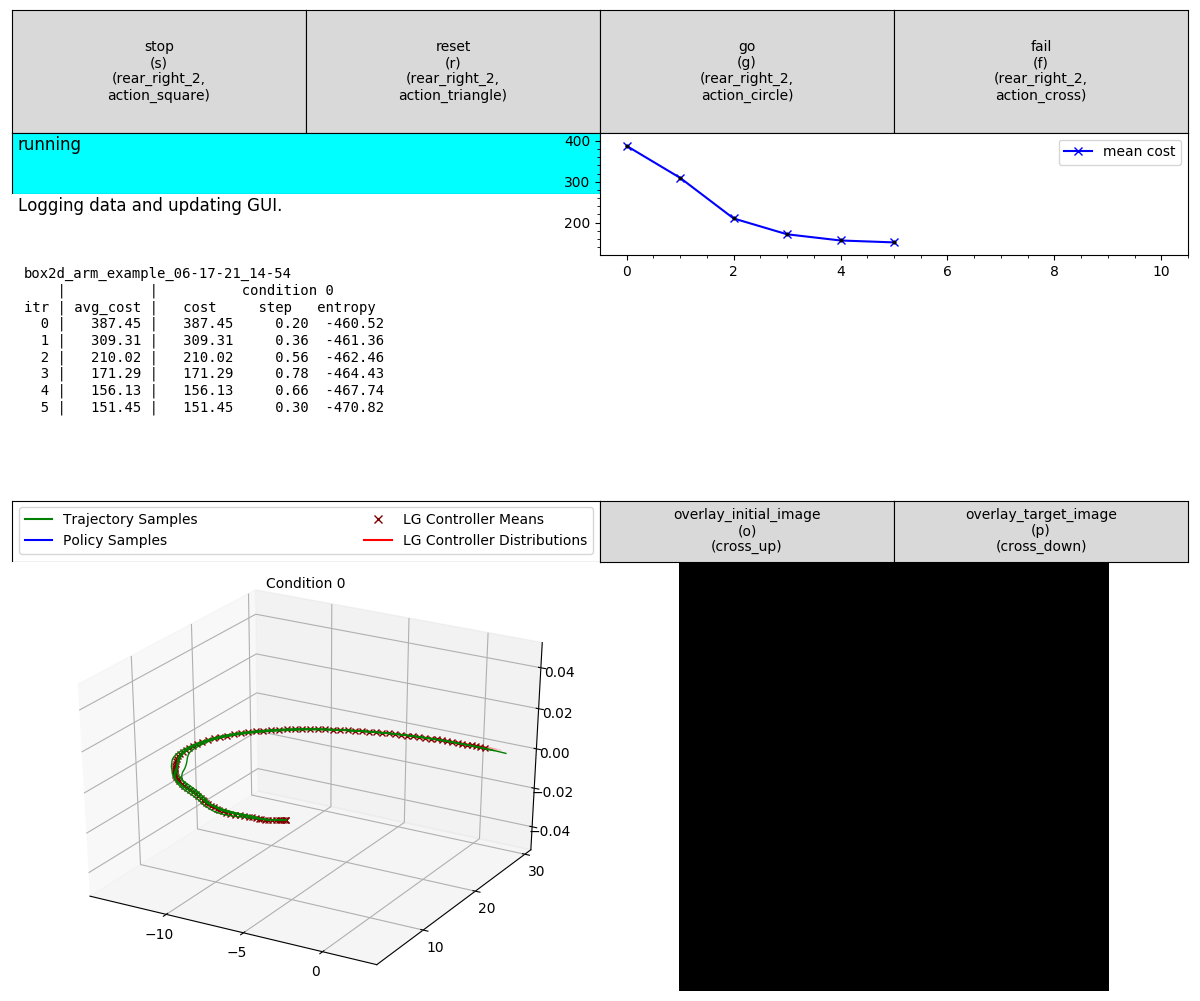 stop
(s)
(rear_right_2,
action_square)
reset
(r)
(rear_right_2,
action_triangle)
go
(g)
(rear_right_2,
action_circle)
fail
(f)
(rear_right_2,
action_cross)
running
Logging data and updating GUI.
400
300
200
mean cost
0 2 4 6 8 10
box2d_arm_example_06-17-21_14-54
| | condition 0
itr | avg_cost | cost step entropy
0 | 387.45 | 387.45 0.20 -460.52
1 | 309.31 | 309.31 0.36 -461.36
2 | 210.02 | 210.02 0.56 -462.46
3 | 171.29 | 171.29 0.78 -464.43
4 | 156.13 | 156.13 0.66 -467.74
5 | 151.45 | 151.45 0.30 -470.82
Trajectory Samples
Policy Samples
LG Controller Means
LG Controller Distributions
overlay_initial_image
(o)
(cross_up)
overlay_target_image
(p)
(cross_down)
Condition 0
0.04
0.02
0.00
−0.02
−0.04
30
20
10
−10
−5
0